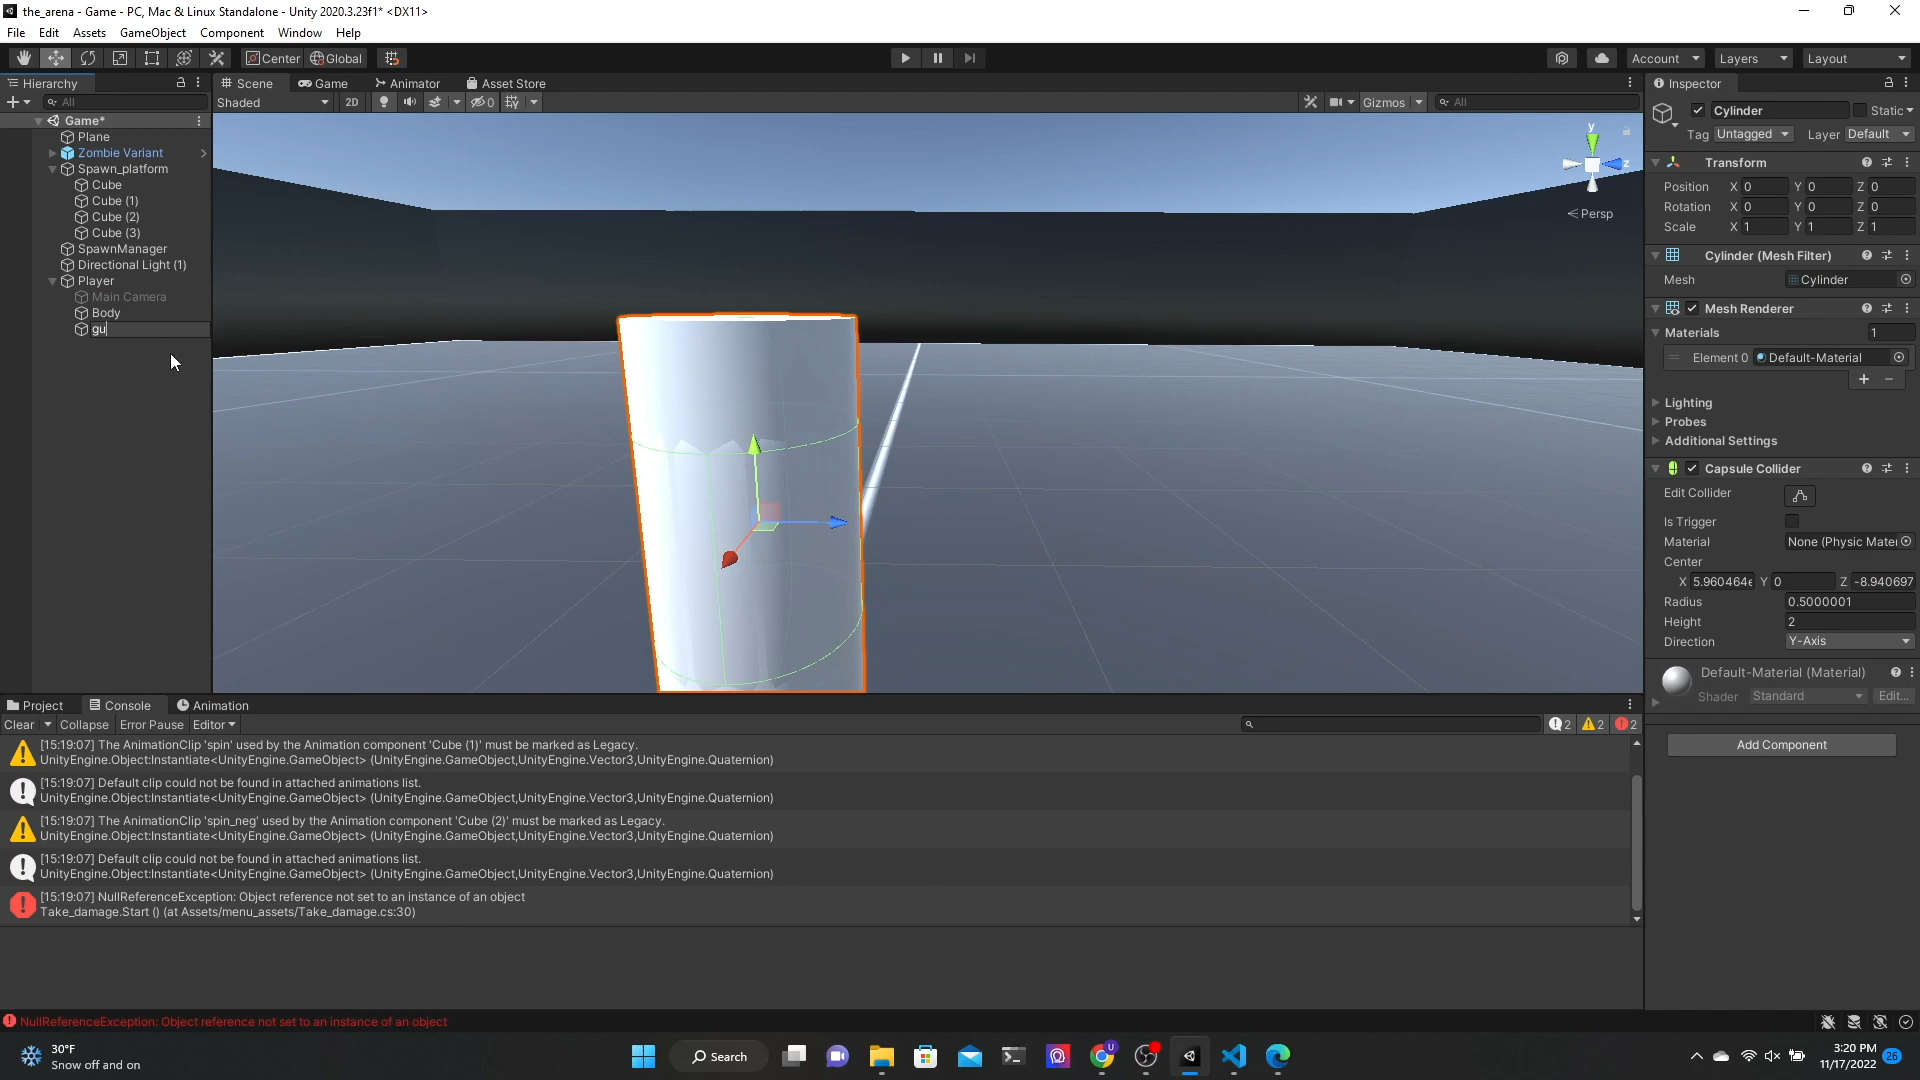 the_arena - Game - PC, Mac & Linux Standalone - Unity 2020.3.23f1* <DX11>
File Edit Assets GameObject Component Window Help
Center Global Account Layers Layout
Hierarchy Scene Game Animator Asset Store Inspector
All Shaded 2D 0 Gizmos All
Game*
Plane
Zombie Variant
Spawn_platform
Cube
Cube (1)
Cube (2)
Cube (3)
SpawnManager
Directional Light (1)
Player
Main Camera
Body
gu
y
z
Persp
Cylinder Static
Tag Untagged Layer Default
Transform
Position X 0 Y 0 Z 0
Rotation X 0 Y 0 Z 0
Scale X 1 Y 1 Z 1
Cylinder (Mesh Filter)
Mesh Cylinder
Mesh Renderer
Materials 1
Element 0 Default-Material
Lighting
Probes
Additional Settings
Capsule Collider
Edit Collider
Is Trigger
Material None (Physic Mater
Center
X 5.960464e Y 0 Z -8.940697
Radius 0.5000001
Height 2
Direction Y-Axis
Default-Material (Material)
Shader Standard Edit...
Add Component
Project Console Animation
Clear Collapse Error Pause Editor 2 2 2
[15:19:07] The AnimationClip 'spin' used by the Animation component 'Cube (1)' must be marked as Legacy.
UnityEngine.Object:Instantiate<UnityEngine.GameObject> (UnityEngine.GameObject,UnityEngine.Vector3,UnityEngine.Quaternion)
[15:19:07] Default clip could not be found in attached animations list.
UnityEngine.Object:Instantiate<UnityEngine.GameObject> (UnityEngine.GameObject,UnityEngine.Vector3,UnityEngine.Quaternion)
[15:19:07] The AnimationClip 'spin_neg' used by the Animation component 'Cube (2)' must be marked as Legacy.
UnityEngine.Object:Instantiate<UnityEngine.GameObject> (UnityEngine.GameObject,UnityEngine.Vector3,UnityEngine.Quaternion)
[15:19:07] Default clip could not be found in attached animations list.
UnityEngine.Object:Instantiate<UnityEngine.GameObject> (UnityEngine.GameObject,UnityEngine.Vector3,UnityEngine.Quaternion)
[15:19:07] NullReferenceException: Object reference not set to an instance of an object
Take_damage.Start () (at Assets/menu_assets/Take_damage.cs:30)
NullReferenceException: Object reference not set to an instance of an object
30°F
Snow off and on
Search
U
3:20 PM
11/17/2022
26